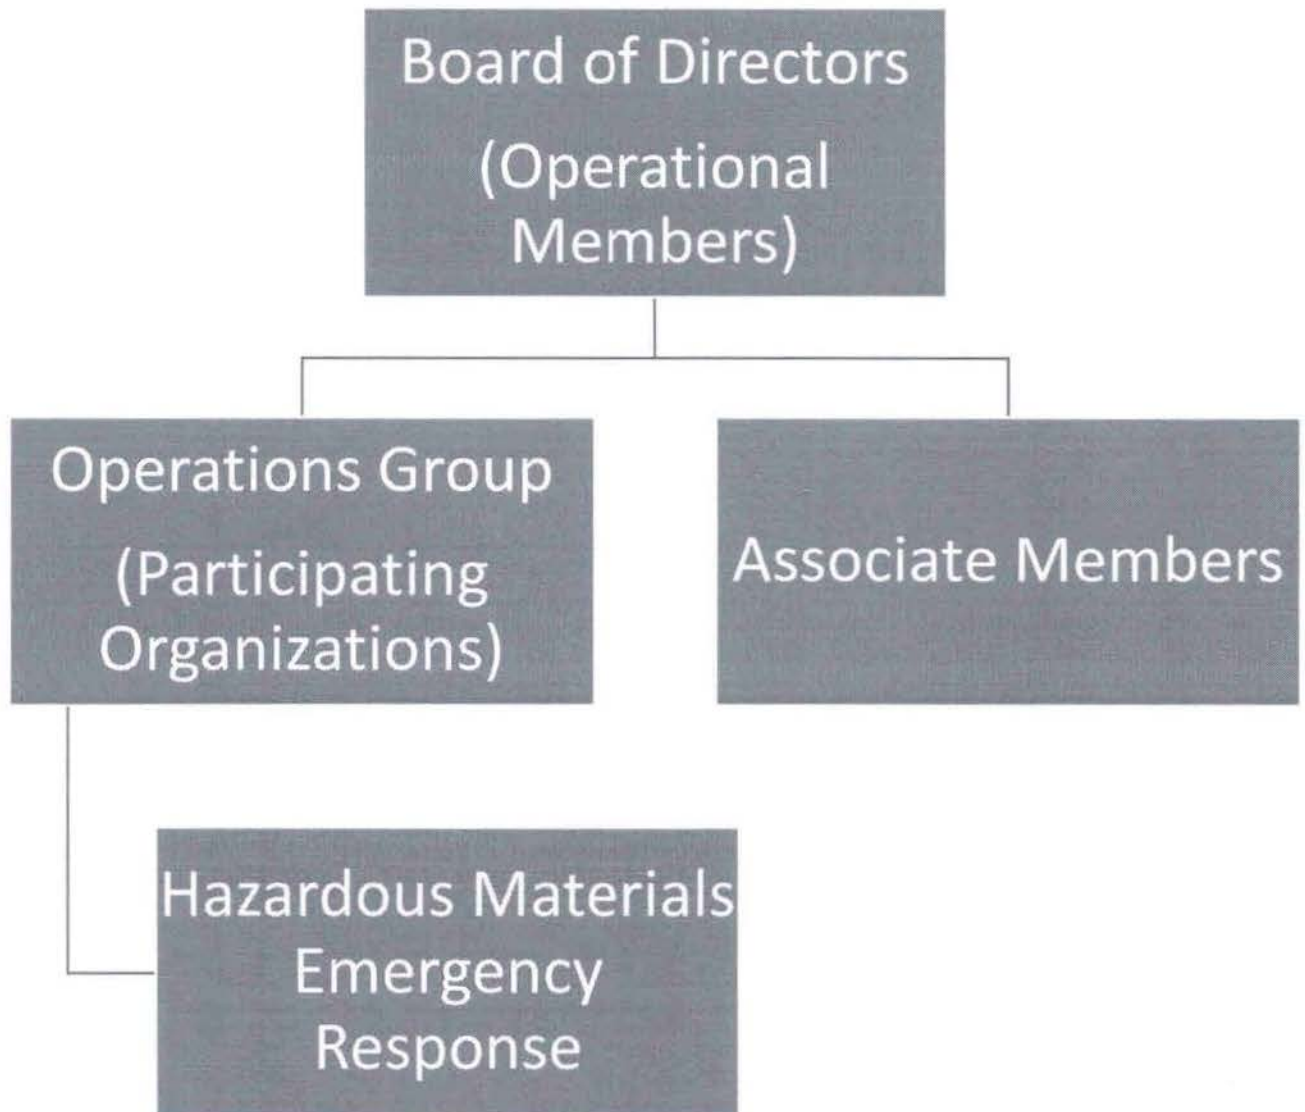 Board of Directors
(Operational
Members)
Operations Group
(Participating
Organizations)
Associate Members
Hazardous Materials
Emergency
Response